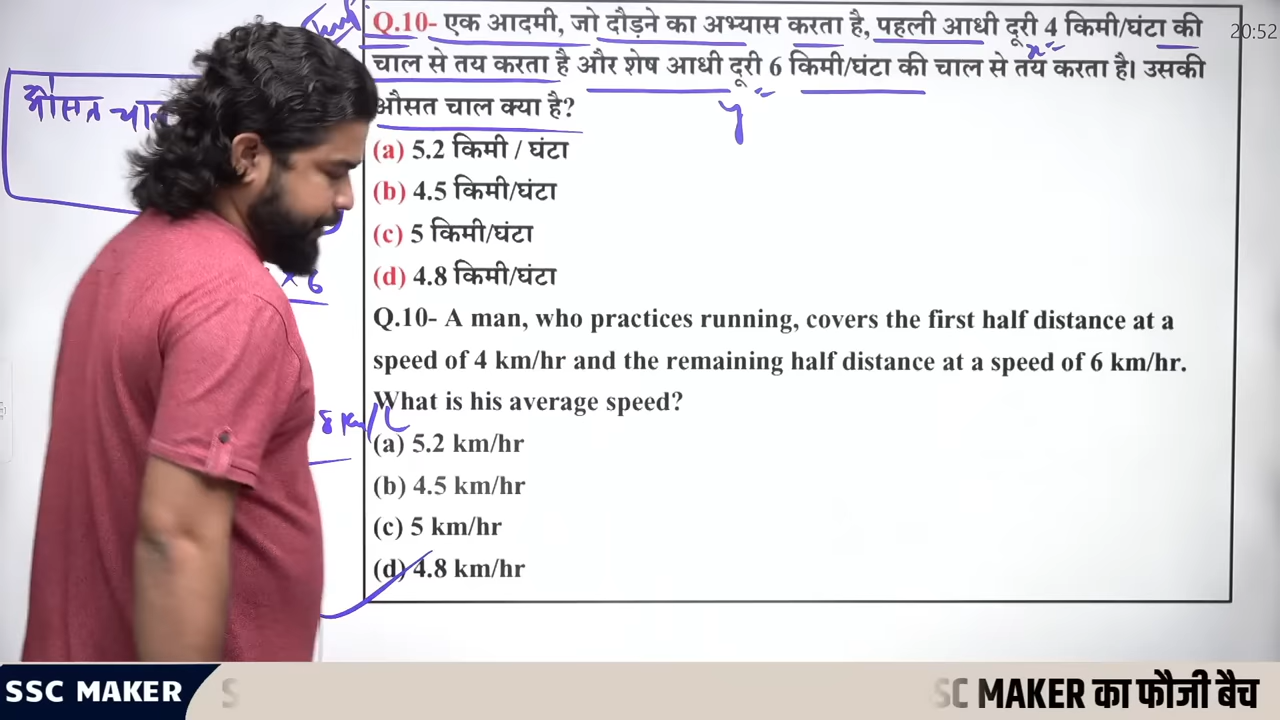 Q.10- एक आदमी, जो दौड़ने का अभ्यास करता है, पहली आधी दूरी 4 किमी/घंटा की
20:52
x=
चाल से तय करता है और शेष आधी दूरी 6 किमी/घंटा की चाल से तय करता है। उसकी
औसत चाल
औसत चाल क्या है?
y=
(a) 5.2 किमी / घंटा
(b) 4.5 किमी/घंटा
(c) 5 किमी/घंटा
(d) 4.8 किमी/घंटा
× 6
Q.10- A man, who practices running, covers the first half distance at a
speed of 4 km/hr and the remaining half distance at a speed of 6 km/hr.
What is his average speed?
8 km/h
(a) 5.2 km/hr
(b) 4.5 km/hr
(c) 5 km/hr
(d) 4.8 km/hr
SSC MAKER
S
SC MAKER का फौजी बैच